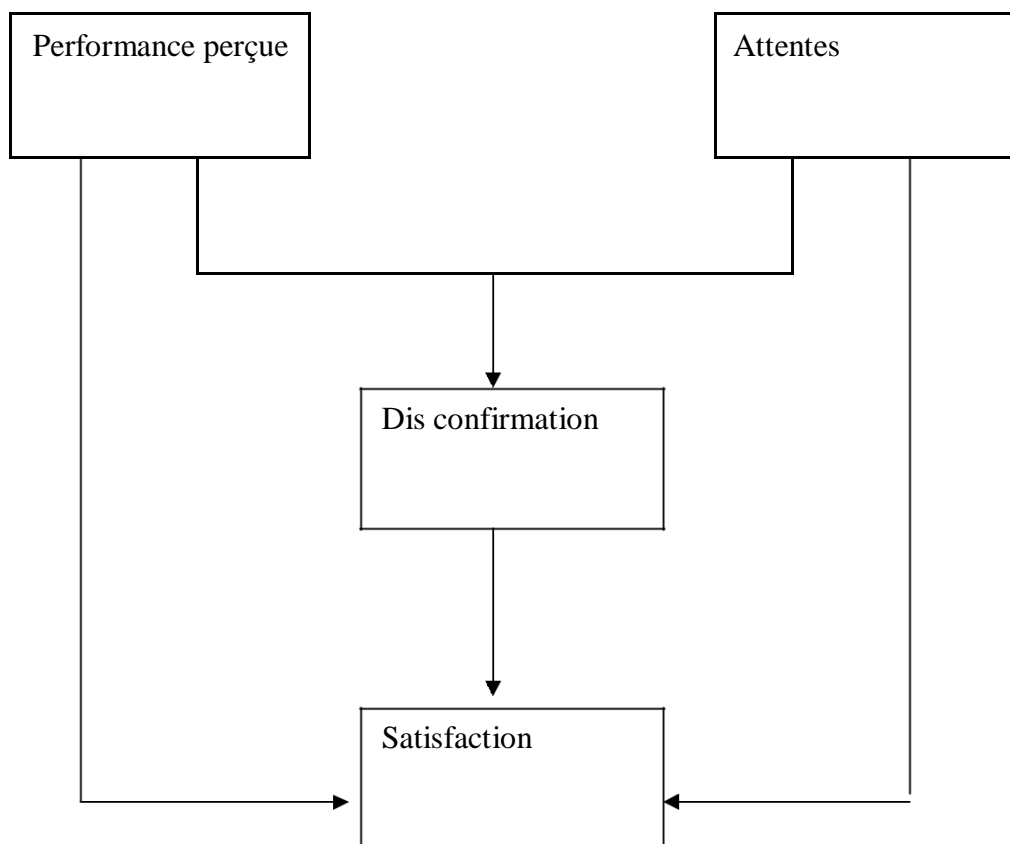 Performance perçue
Attentes
Dis confirmation
Satisfaction